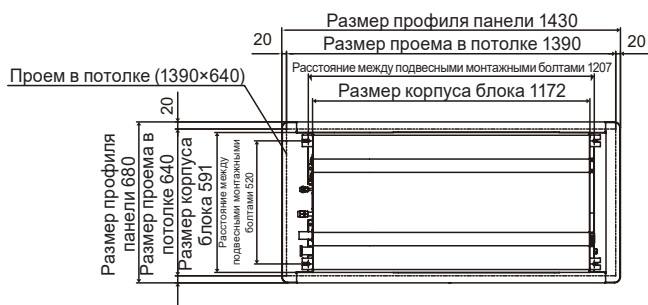 Размер профиля панели 1430
20
Размер проема в потолке 1390
20
Расстояние между подвесными монтажными болтами 1207
Проем в потолке (1390×640)
Размер корпуса блока 1172
20
Размер профиля
панели 680
Размер проема в
потолке 640
Размер корпуса
блока 591
Расстояние между
подвесными монтажными
болтами 520